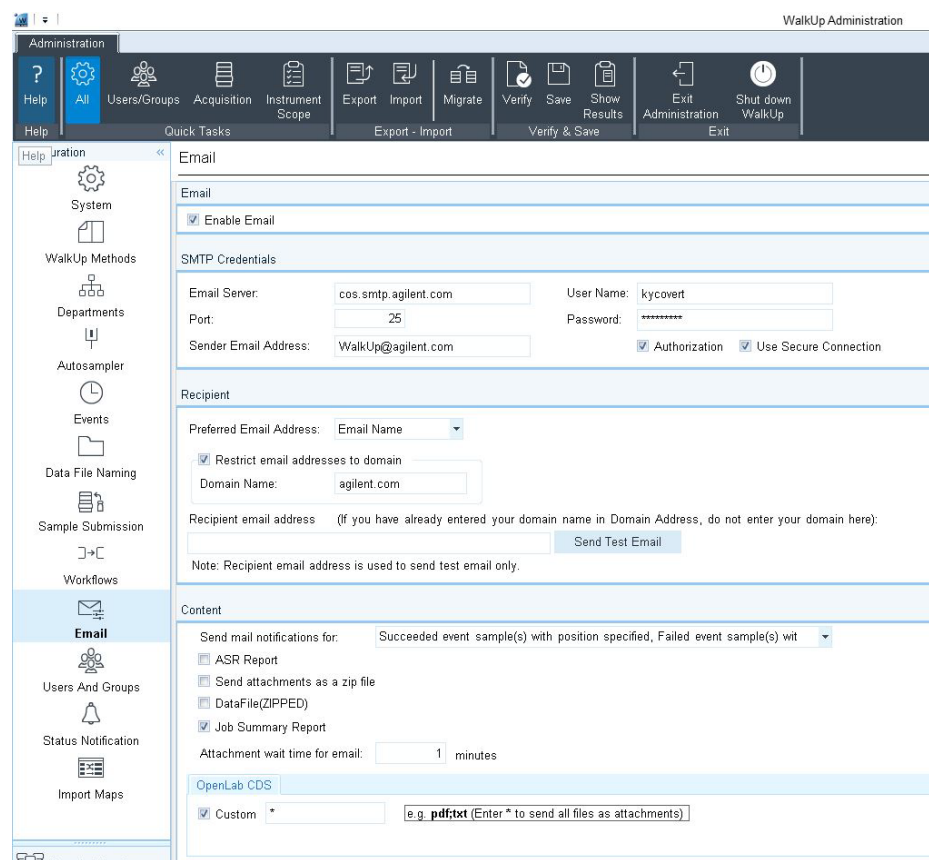 WalkUp Administration
Administration
?
Help
All
Users/Groups
Acquisition
Instrument
Scope
Export
Import
Migrate
Verify
Save
Show
Results
Exit
Administration
Shut down
WalkUp
Help
Quick Tasks
Export - Import
Verify & Save
Exit
Help
uration
«
System
WalkUp Methods
Departments
Autosampler
Events
Data File Naming
Sample Submission
Workflows
Email
Users And Groups
Status Notification
Import Maps
Email
Email
Enable Email
SMTP Credentials
Email Server: cos.smtp.agilent.com User Name: kycovert
Port: 25 Password: *********
Sender Email Address: WalkUp@agilent.com Authorization Use Secure Connection
Recipient
Preferred Email Address: Email Name
Restrict email addresses to domain
Domain Name: agilent.com
Recipient email address (If you have already entered your domain name in Domain Address, do not enter your domain here):
Send Test Email
Note: Recipient email address is used to send test email only.
Content
Send mail notifications for: Succeeded event sample(s) with position specified, Failed event sample(s) wit
ASR Report
Send attachments as a zip file
DataFile(ZIPPED)
Job Summary Report
Attachment wait time for email: 1 minutes
OpenLab CDS
Custom * e.g. pdf;txt (Enter * to send all files as attachments)